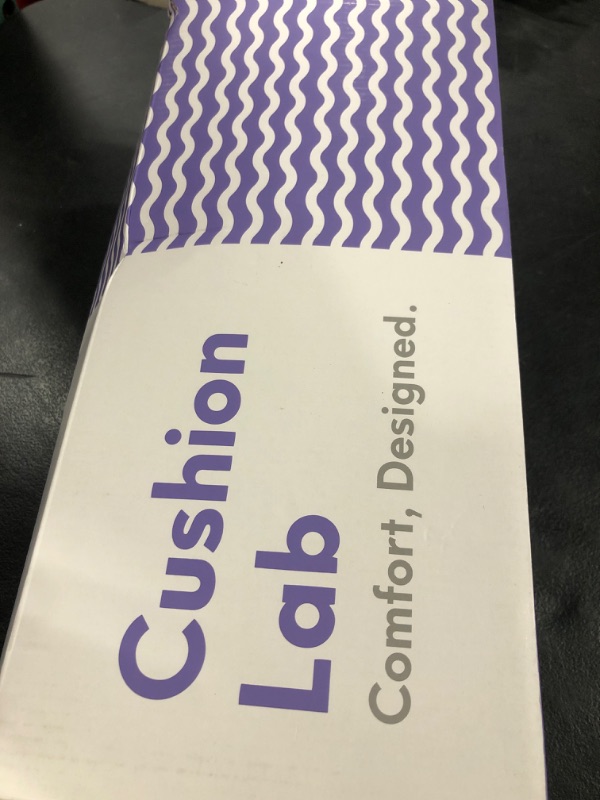 Cushion
Lab
Comfort, Designed.